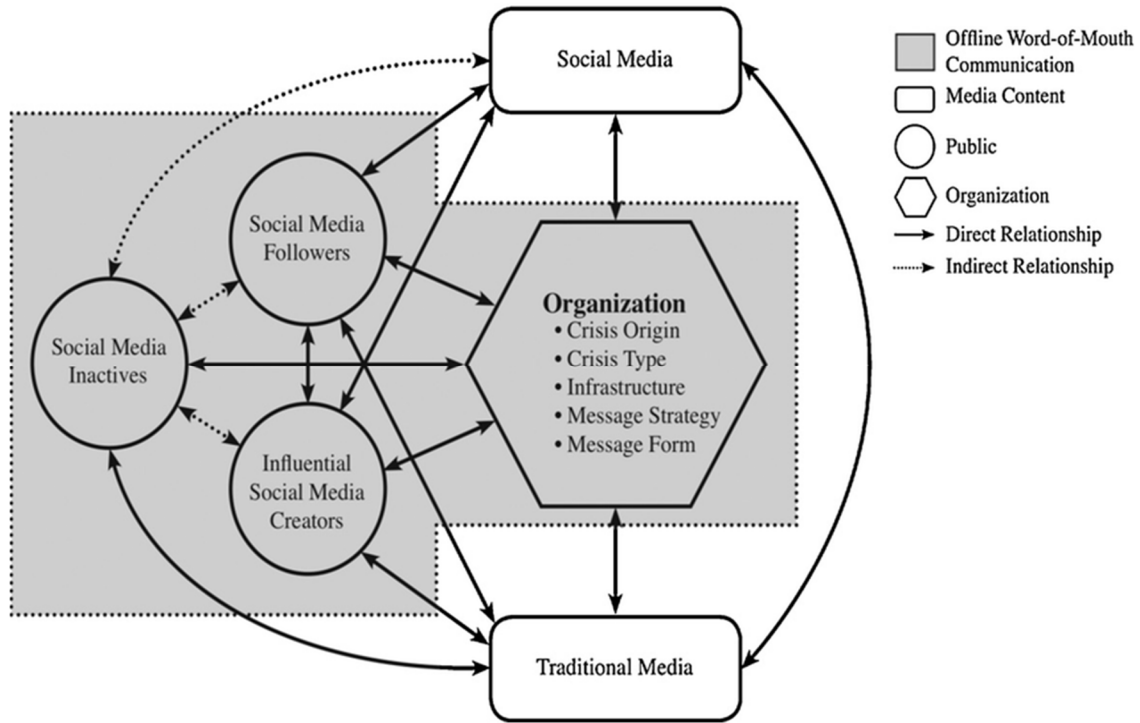 Social Media
Social Media
Followers
Social Media
Inactives
Influential
Social Media
Creators
Organization
• Crisis Origin
• Crisis Type
• Infrastructure
• Message Strategy
• Message Form
Traditional Media
Offline Word-of-Mouth
Communication
Media Content
Public
Organization
Direct Relationship
Indirect Relationship